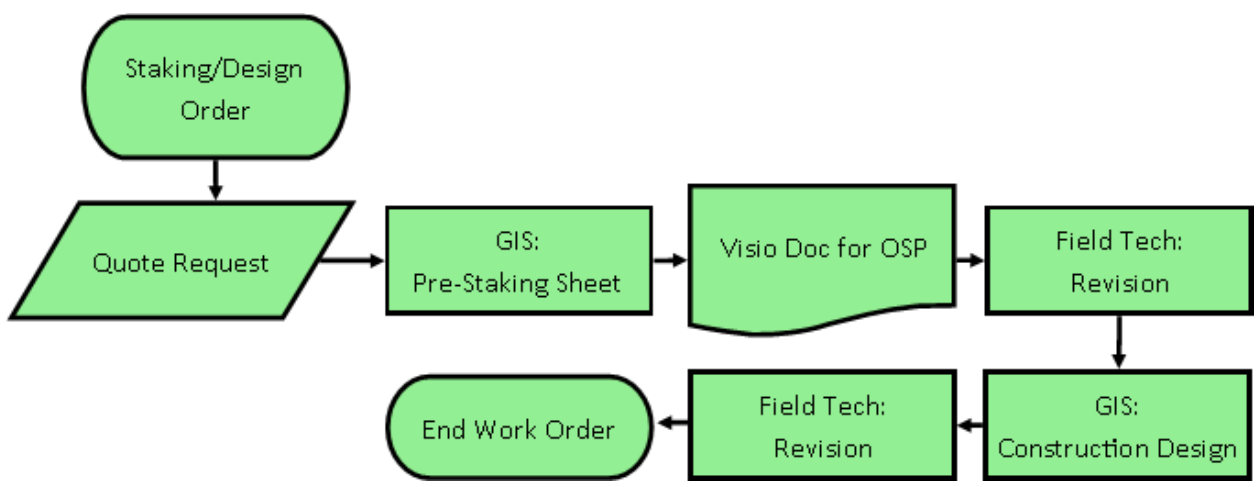 Staking/Design
Order
Quote Request
GIS:
Pre-Staking Sheet
Visio Doc for OSP
Field Tech:
Revision
GIS:
Construction Design
Field Tech:
Revision
End Work Order